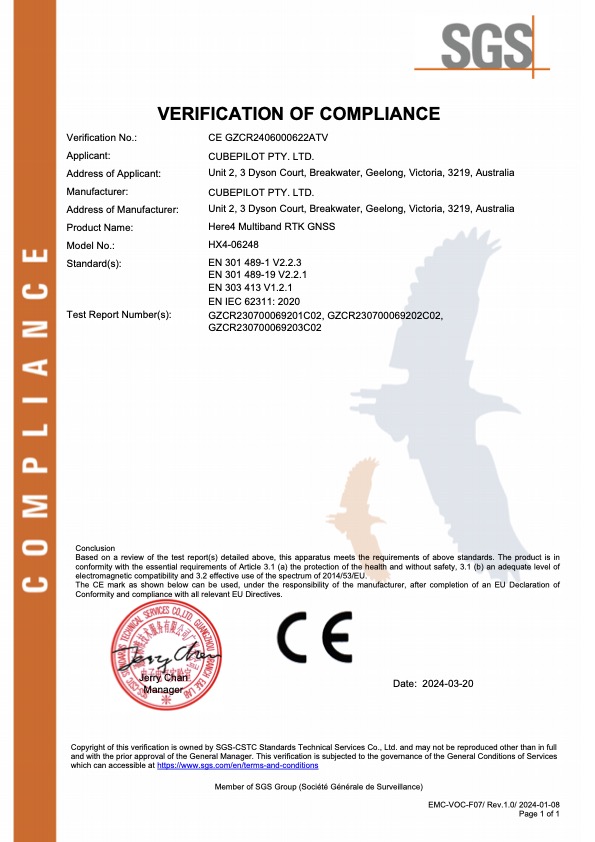 SGS
VERIFICATION OF COMPLIANCE
Verification No.: CE GZCR2406000622ATV
Applicant: CUBEPILOT PTY. LTD.
Address of Applicant: Unit 2, 3 Dyson Court, Breakwater, Geelong, Victoria, 3219, Australia
Manufacturer: CUBEPILOT PTY. LTD.
Address of Manufacturer: Unit 2, 3 Dyson Court, Breakwater, Geelong, Victoria, 3219, Australia
Product Name: Here4 Multiband RTK GNSS
Model No.: HX4-06248
Standard(s): EN 301 489-1 V2.2.3
EN 301 489-19 V2.2.1
EN 303 413 V1.2.1
EN IEC 62311: 2020
Test Report Number(s): GZCR230700069201C02, GZCR230700069202C02,
GZCR230700069203C02
COMPLIANCE
Conclusion
Based on a review of the test report(s) detailed above, this apparatus meets the requirements of above standards. The product is in
conformity with the essential requirements of Article 3.1 (a) the protection of the health and without safety, 3.1 (b) an adequate level of
electromagnetic compatibility and 3.2 effective use of the spectrum of 2014/53/EU.
The CE mark as shown below can be used, under the responsibility of the manufacturer, after completion of an EU Declaration of
Conformity and compliance with all relevant EU Directives.
SGS-CSTC STANDARDS TECHNICAL SERVICES CO.,LTD. GUANGZHOU BRANCH E&E LAB
Jerry Chan
Jerry Chan
Manager
CE
Date: 2024-03-20
Copyright of this verification is owned by SGS-CSTC Standards Technical Services Co., Ltd. and may not be reproduced other than in full
and with the prior approval of the General Manager. This verification is subjected to the governance of the General Conditions of Services
which can accessible at https://www.sgs.com/en/terms-and-conditions
Member of SGS Group (Société Générale de Surveillance)
EMC-VOC-F07/ Rev.1.0/ 2024-01-08
Page 1 of 1